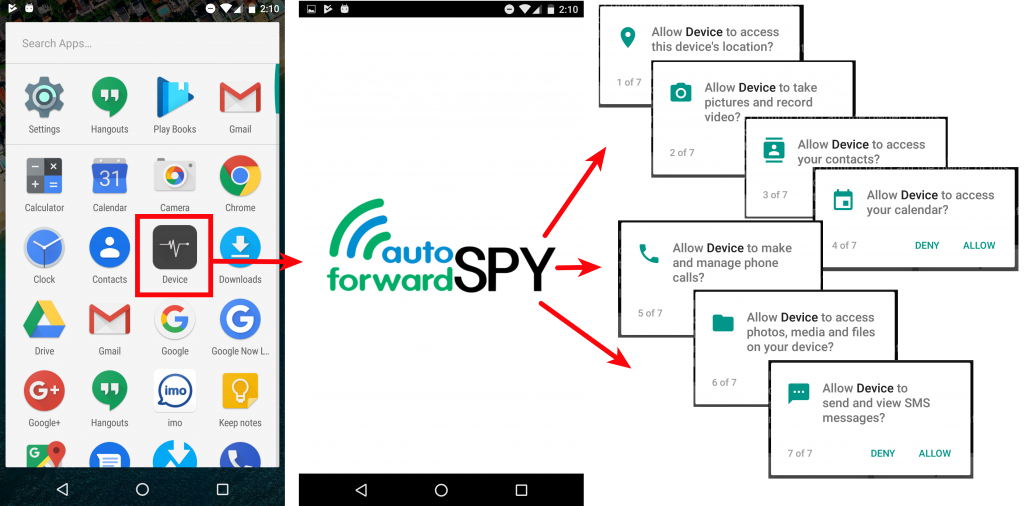 2:10
Search Apps...
Settings
Hangouts
Play Books
Gmail
Calculator
31
Calendar
Camera
Chrome
Clock
Contacts
Device
Downloads
Drive
Gmail
Google
Google Now L..
G+
imo
Google+
Hangouts
imo
Keep notes
2:10
auto
forwardSPY
Allow Device to access
this device's location?
1 of 7
Allow Device to take
pictures and record
video?
2 of 7
Allow Device to access
your contacts?
3 of 7
Allow Device to access
your calendar?
4 of 7 DENY ALLOW
Allow Device to make
and manage phone
calls?
5 of 7
Allow Device to access
photos, media and files
on your device?
6 of 7
Allow Device to
send and view SMS
messages?
7 of 7 DENY ALLOW